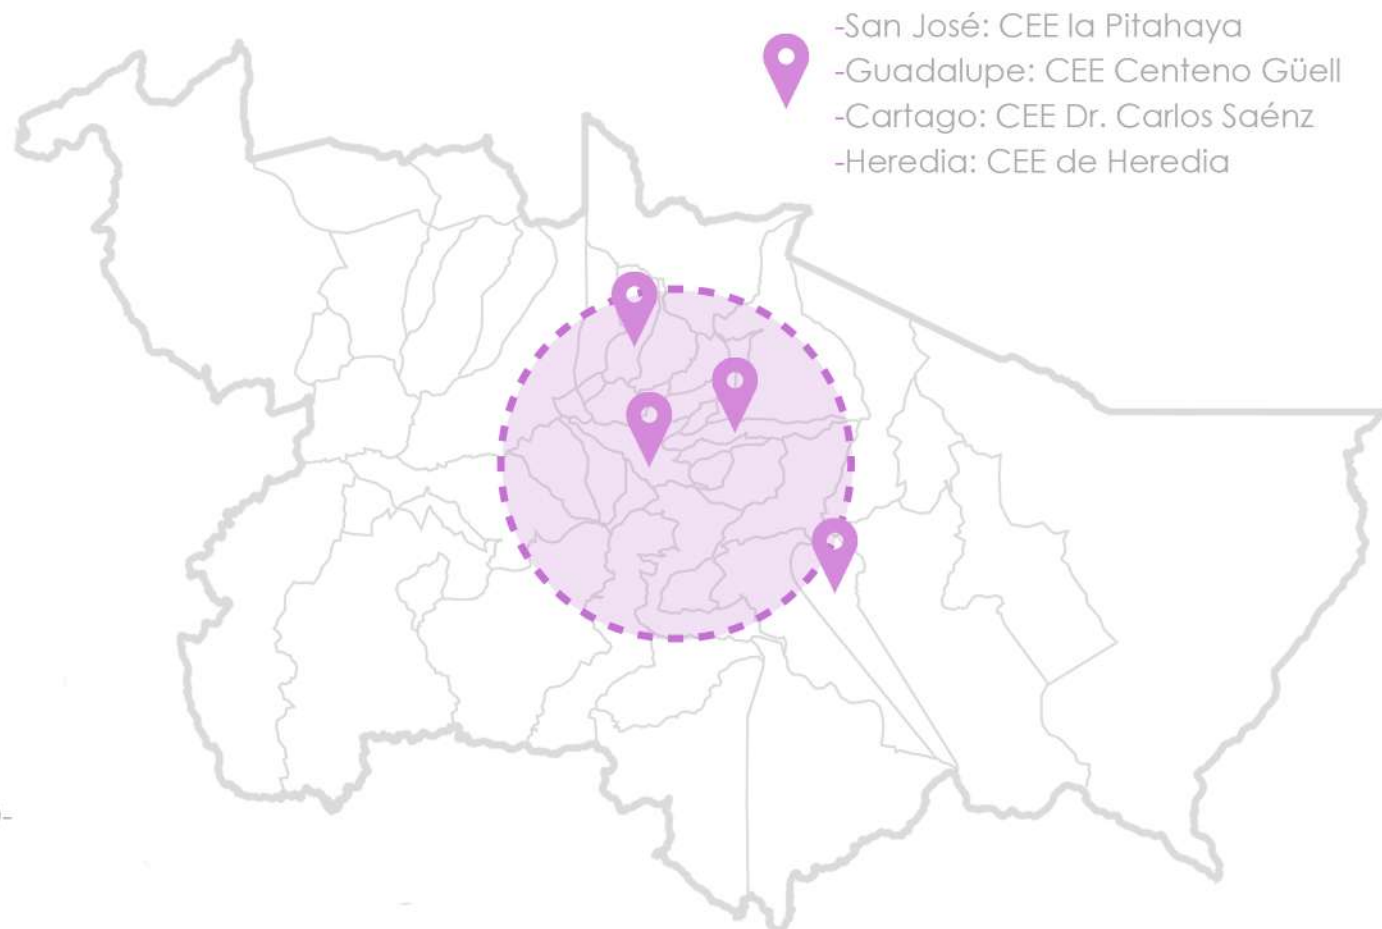 -San José: CEE la Pitahaya
-Guadalupe: CEE Centeno Güell
-Cartago: CEE Dr. Carlos Saénz
-Heredia: CEE de Heredia